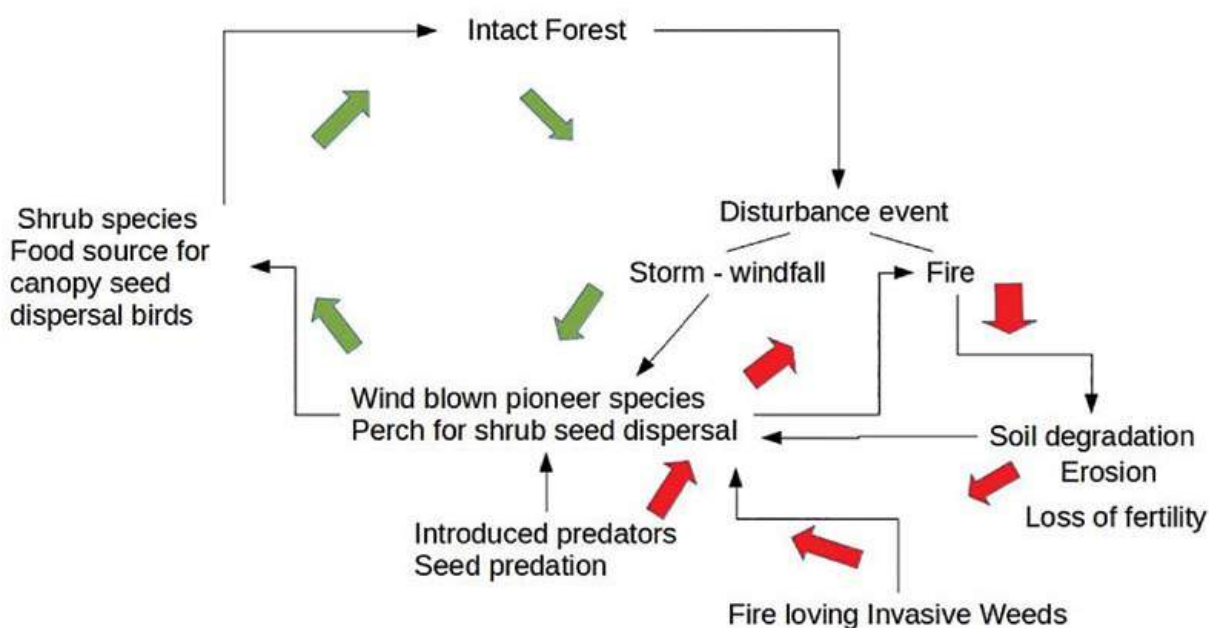 Intact Forest
Shrub species
Food source for
canopy seed
dispersal birds
Disturbance event
Storm - windfall
Fire
Wind blown pioneer species
Perch for shrub seed dispersal
Soil degradation
Erosion
Loss of fertility
Introduced predators
Seed predation
Fire loving Invasive Weeds